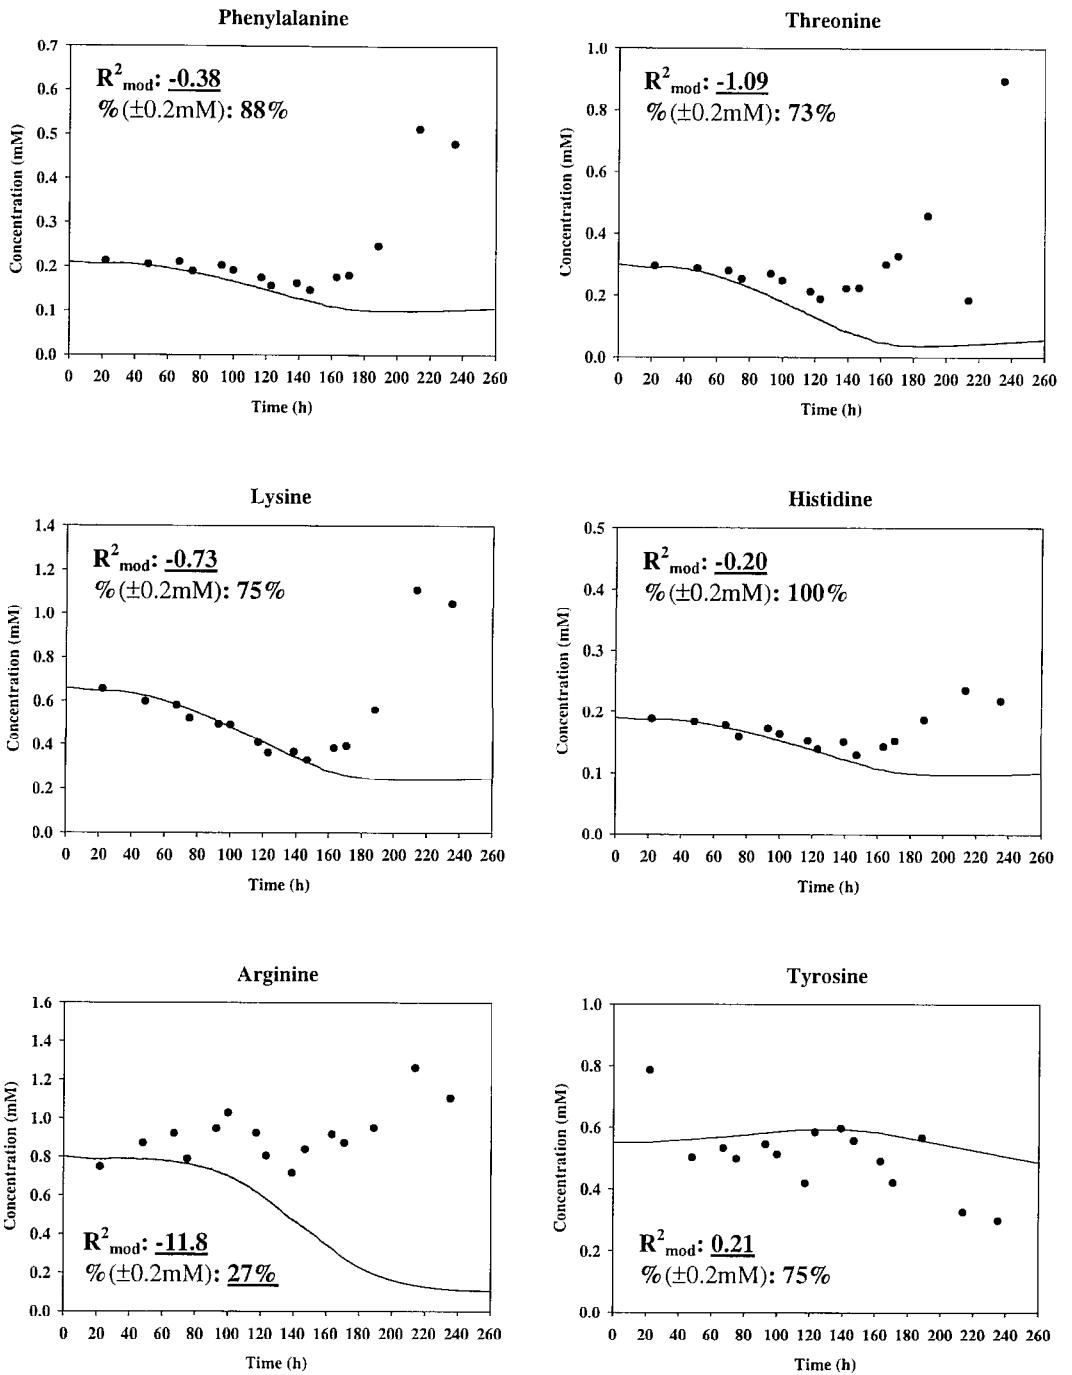 Phenylalanine
R²mod: -0.38
%(±0.2mM): 88%
Concentration (mM)
0.7
0.6
0.5
0.4
0.3
0.2
0.1
0.0
0 20 40 60 80 100 120 140 160 180 200 220 240 260
Time (h)
Threonine
R²mod: -1.09
%(±0.2mM): 73%
Concentration (mM)
1.0
0.8
0.6
0.4
0.2
0.0
0 20 40 60 80 100 120 140 160 180 200 220 240 260
Time (h)
Lysine
R²mod: -0.73
%(±0.2mM): 75%
Concentration (mM)
1.4
1.2
1.0
0.8
0.6
0.4
0.2
0.0
0 20 40 60 80 100 120 140 160 180 200 220 240 260
Time (h)
Histidine
R²mod: -0.20
%(±0.2mM): 100%
Concentration (mM)
0.5
0.4
0.3
0.2
0.1
0.0
0 20 40 60 80 100 120 140 160 180 200 220 240 260
Time (h)
Arginine
Concentration (mM)
1.6
1.4
1.2
1.0
0.8
0.6
0.4
0.2
0.0
R²mod: -11.8
%(±0.2mM): 27%
0 20 40 60 80 100 120 140 160 180 200 220 240 260
Time (h)
Tyrosine
Concentration (mM)
1.0
0.8
0.6
0.4
0.2
0.0
R²mod: 0.21
%(±0.2mM): 75%
0 20 40 60 80 100 120 140 160 180 200 220 240 260
Time (h)